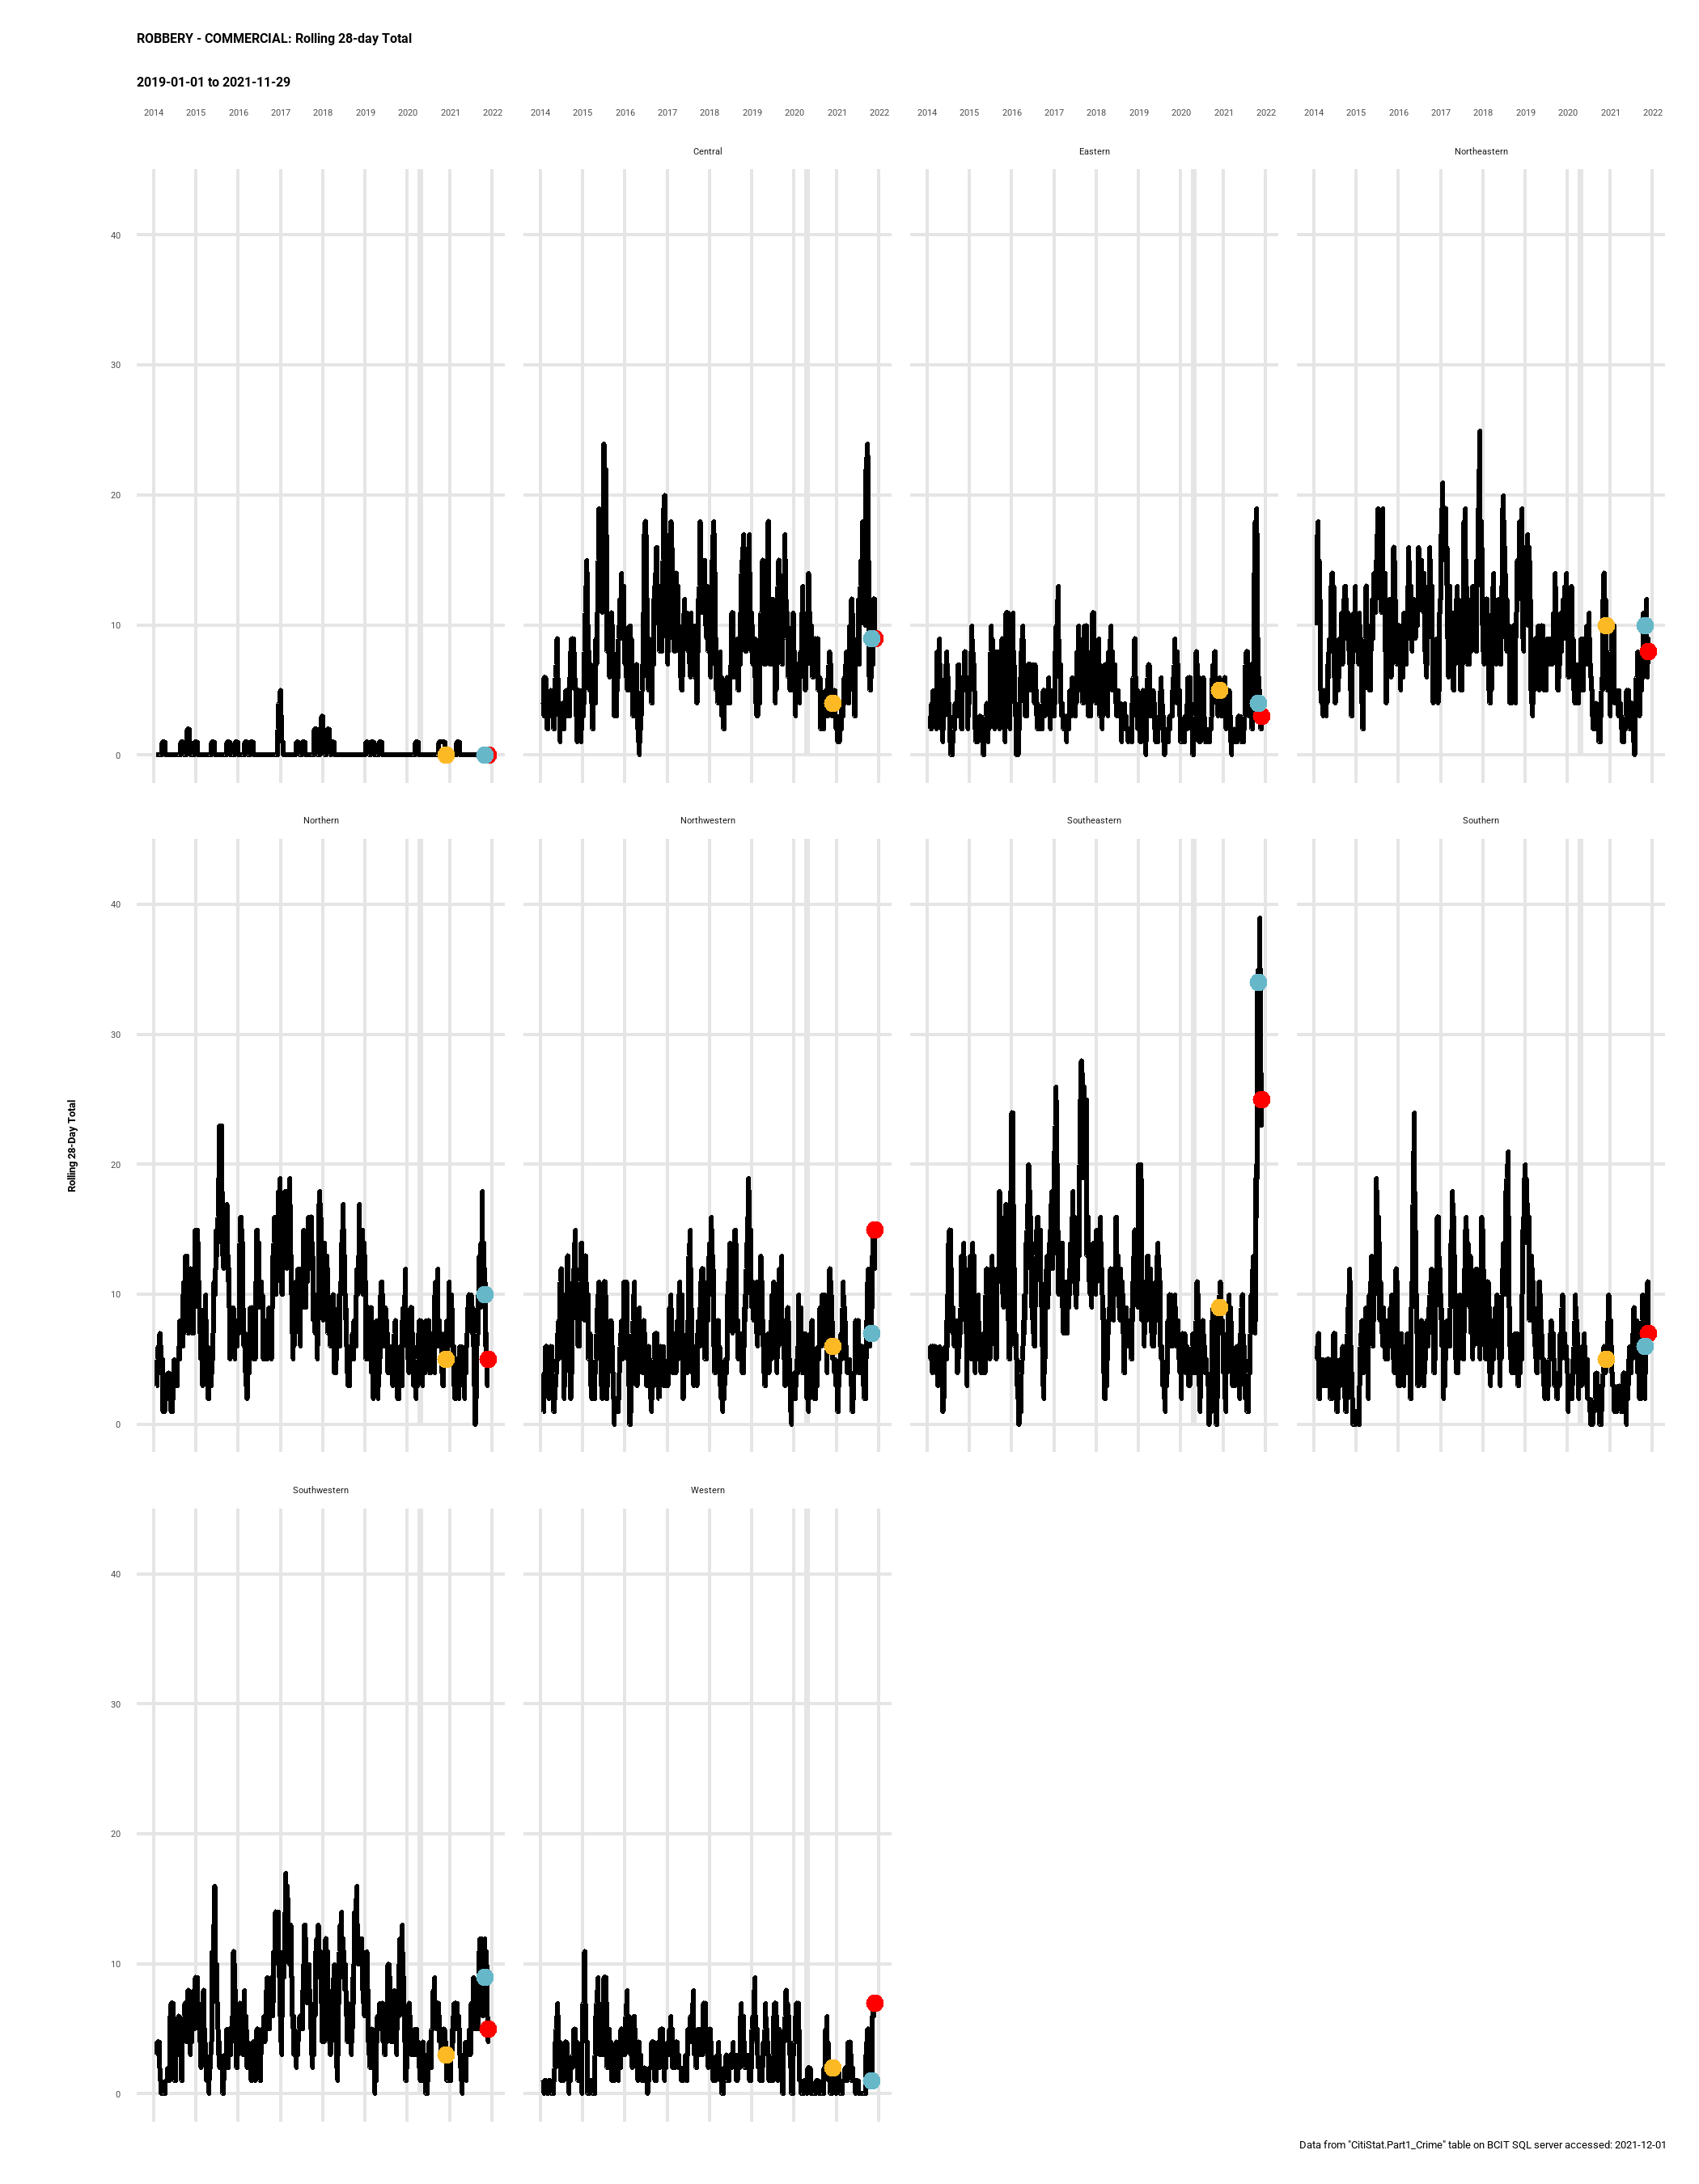 ROBBERY - COMMERCIAL: Rolling 28-day Total
2019-01-01 to 2021-11-29
2014 2015 2016 2017 2018 2019 2020 2021 2022 2014 2015 2016 2017 2018 2019 2020 2021 2022 2014 2015 2016 2017 2018 2019 2020 2021 2022 2014 2015 2016 2017 2018 2019 2020 2021 2022
Central Eastern Northeastern
40
30
20
10
0
Northern Northwestern Southeastern Southern
40
30
20
10
0
Rolling 28-Day Total
Southwestern Western
40
30
20
10
0
Data from "CitiStat.Part1_Crime" table on BCIT SQL server accessed: 2021-12-01